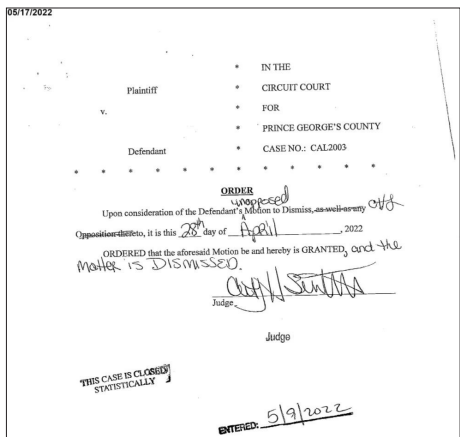 05/17/2022
* IN THE
Plaintiff * CIRCUIT COURT
v. * FOR
* PRINCE GEORGE'S COUNTY
Defendant * CASE NO.: CAL2003
* * * * * * * * * * * *
ORDER
unopposed
Upon consideration of the Defendant's Motion to Dismiss, as well as any
Opposition thereto, it is this 28th day of April, 2022
ORDERED that the aforesaid Motion be and hereby is GRANTED, and the
matter is DISMISSED.
Judge
Judge
THIS CASE IS CLOSED
STATISTICALLY
ENTERED: 5/9/2022